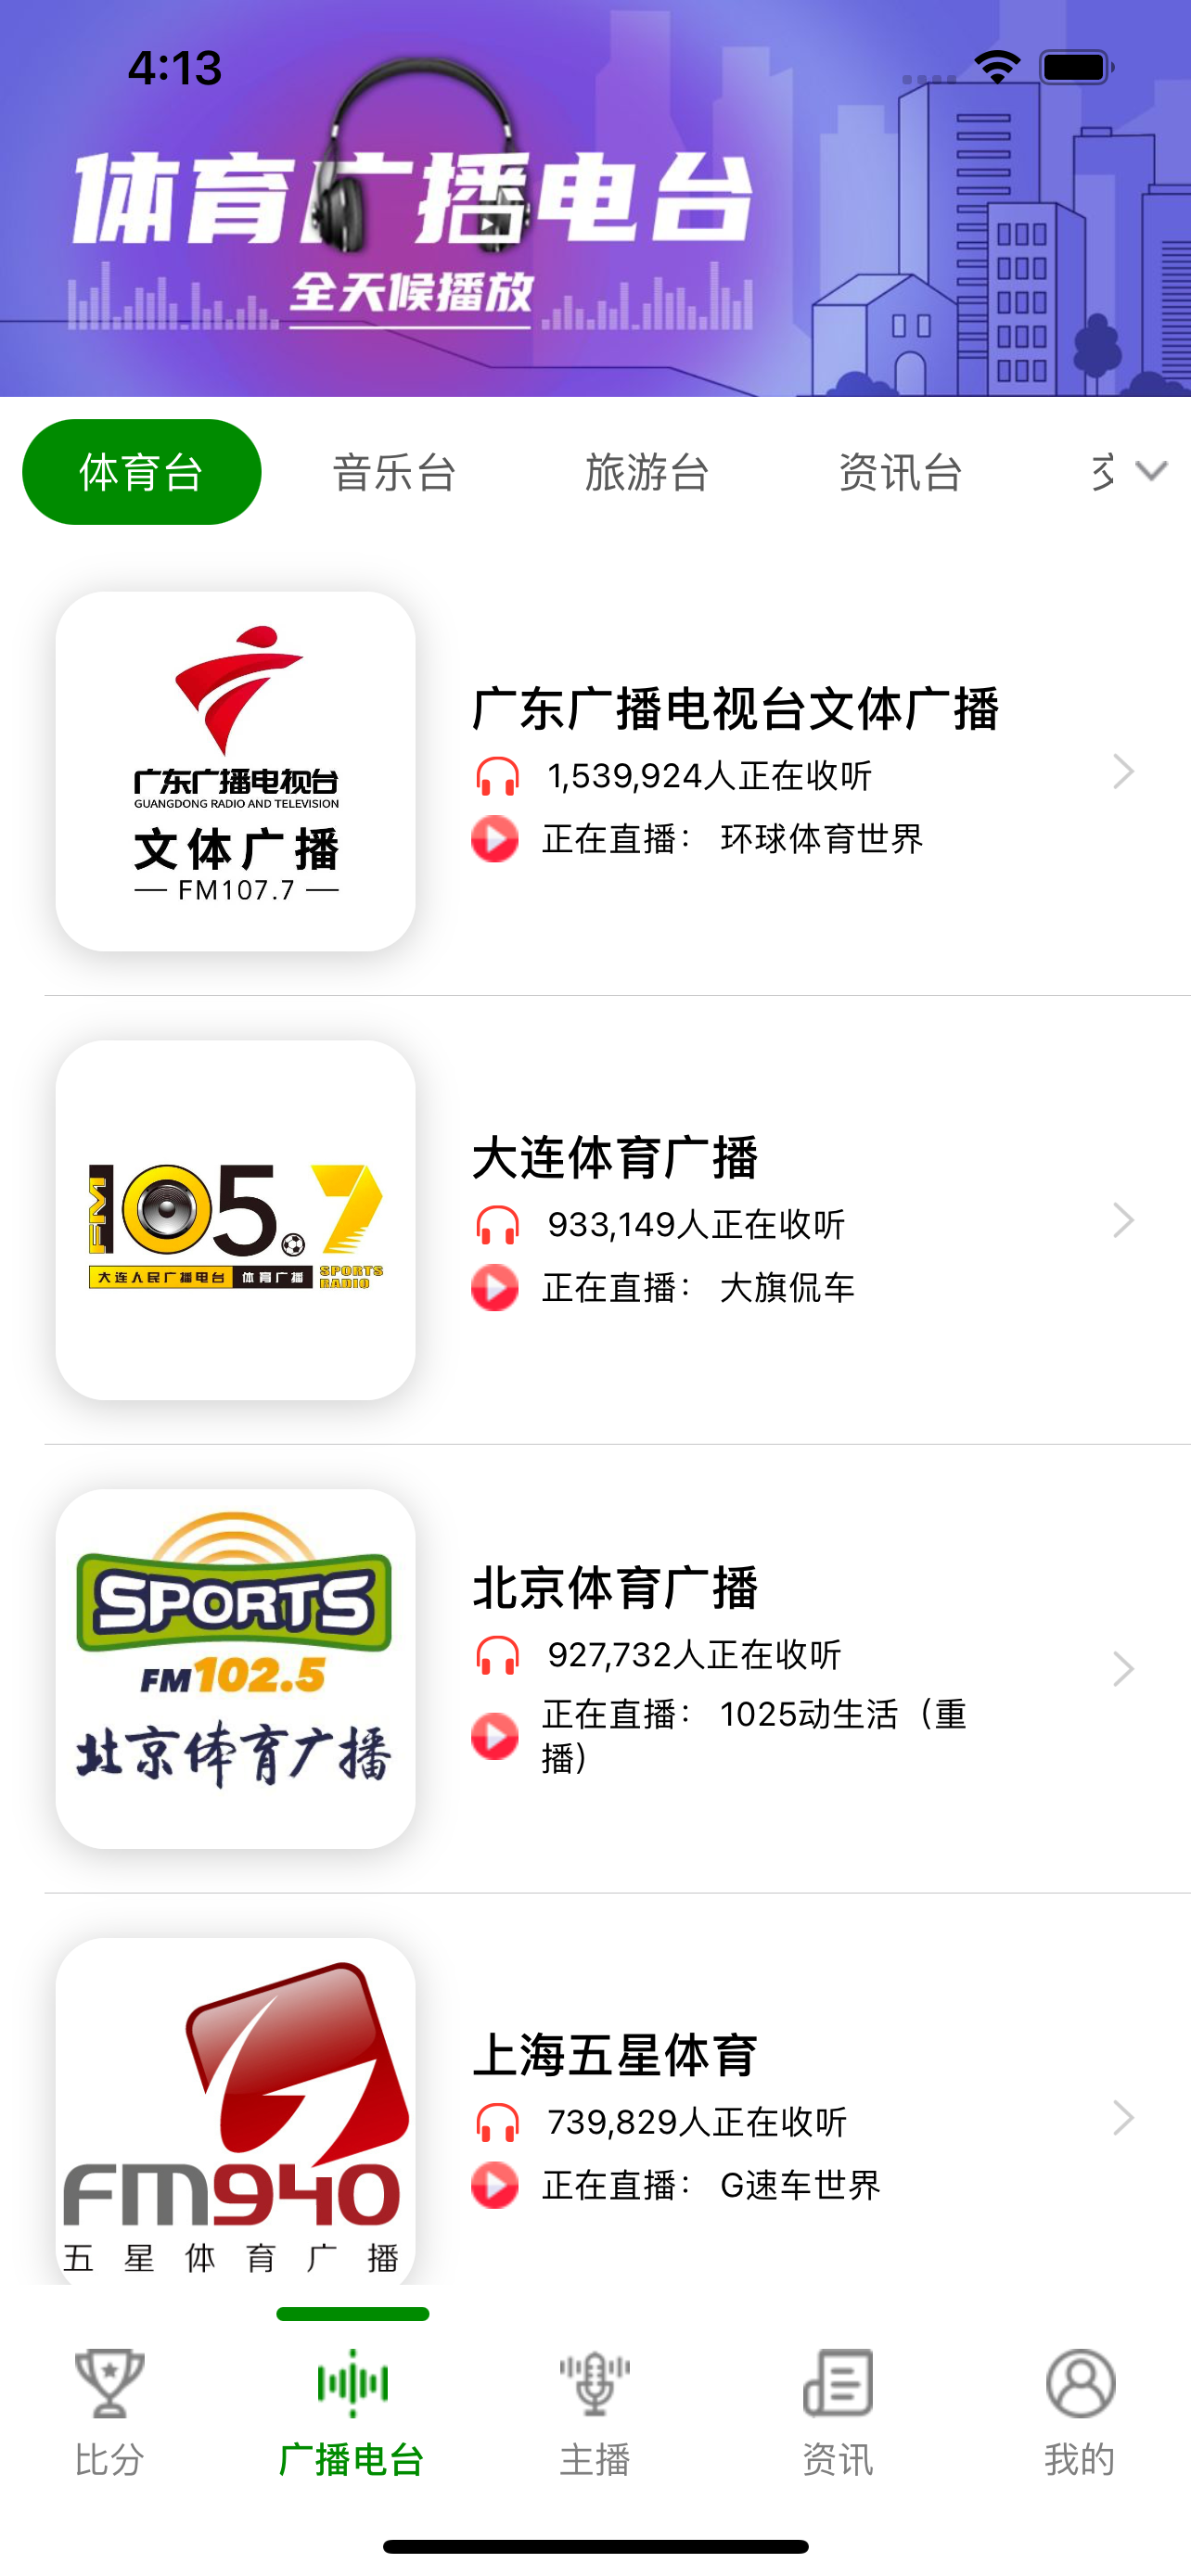 4:13
体育广播电台
全天候播放
体育台 音乐台 旅游台 资讯台
广东广播电视台
GUANGDONG RADIO AND TELEVISION
文体广播
FM107.7
广东广播电视台文体广播
1,539,924人正在收听
正在直播： 环球体育世界
FM 105.7
大连人民广播电台 体育广播 SPORTS RADIO
大连体育广播
933,149人正在收听
正在直播： 大旗侃车
SPORTS
FM102.5
北京体育广播
北京体育广播
927,732人正在收听
正在直播： 1025动生活（重
播）
FM940
五星体育广播
上海五星体育
739,829人正在收听
正在直播： G速车世界
比分 广播电台 主播 资讯 我的